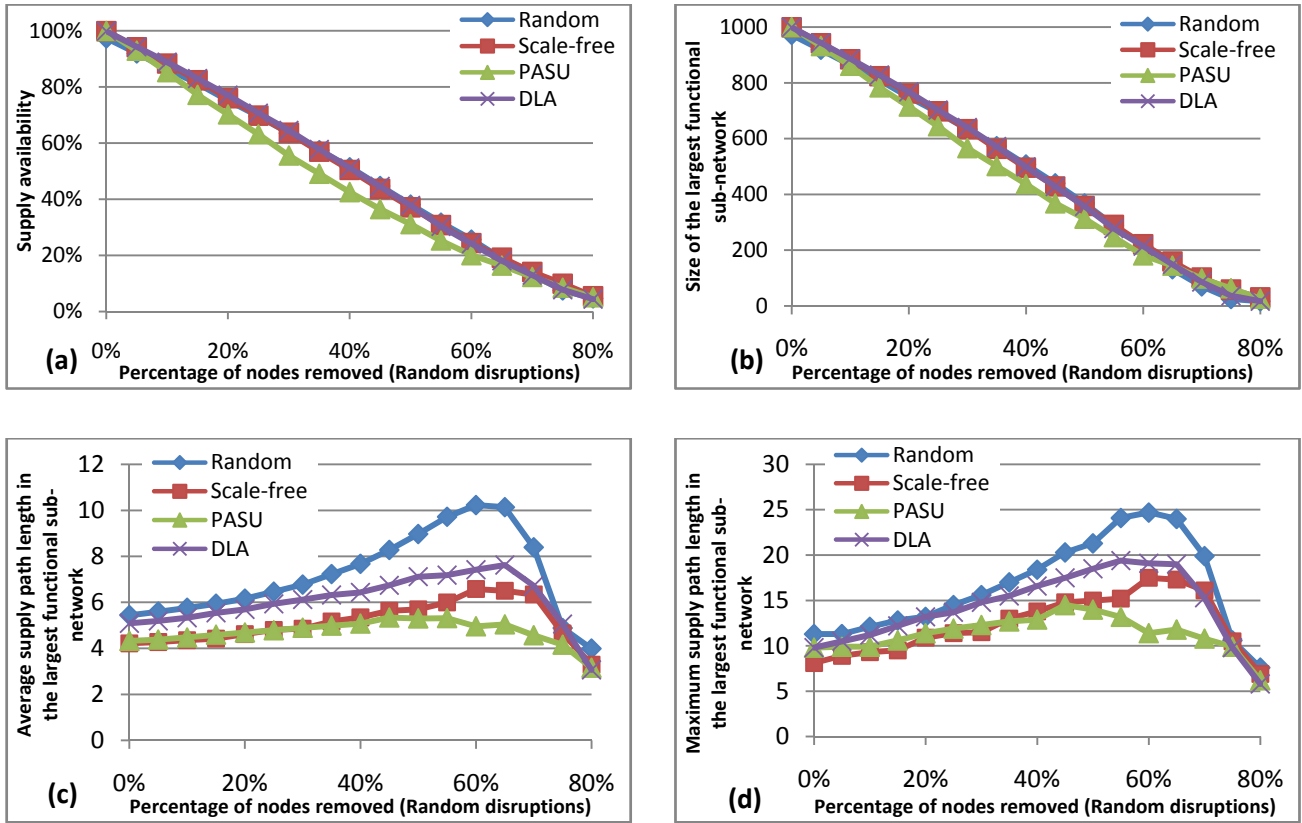 100%
80%
60%
40%
20%
0%
Supply availability
Random
Scale-free
PASU
DLA
0% 20% 40% 60% 80%
(a)
Percentage of nodes removed (Random disruptions)
1000
800
600
400
200
0
Size of the largest functional
sub-network
Random
Scale-free
PASU
DLA
0% 20% 40% 60% 80%
(b)
Percentage of nodes removed (Random disruptions)
12
10
8
6
4
2
0
Average supply path length in
the largest functional sub-
network
Random
Scale-free
PASU
DLA
0% 20% 40% 60% 80%
(c)
Percentage of nodes removed (Random disruptions)
30
25
20
15
10
5
0
Maximum supply path length in
the largest functional sub-
network
Random
Scale-free
PASU
DLA
0% 20% 40% 60% 80%
(d)
Percentage of nodes removed (Random disruptions)